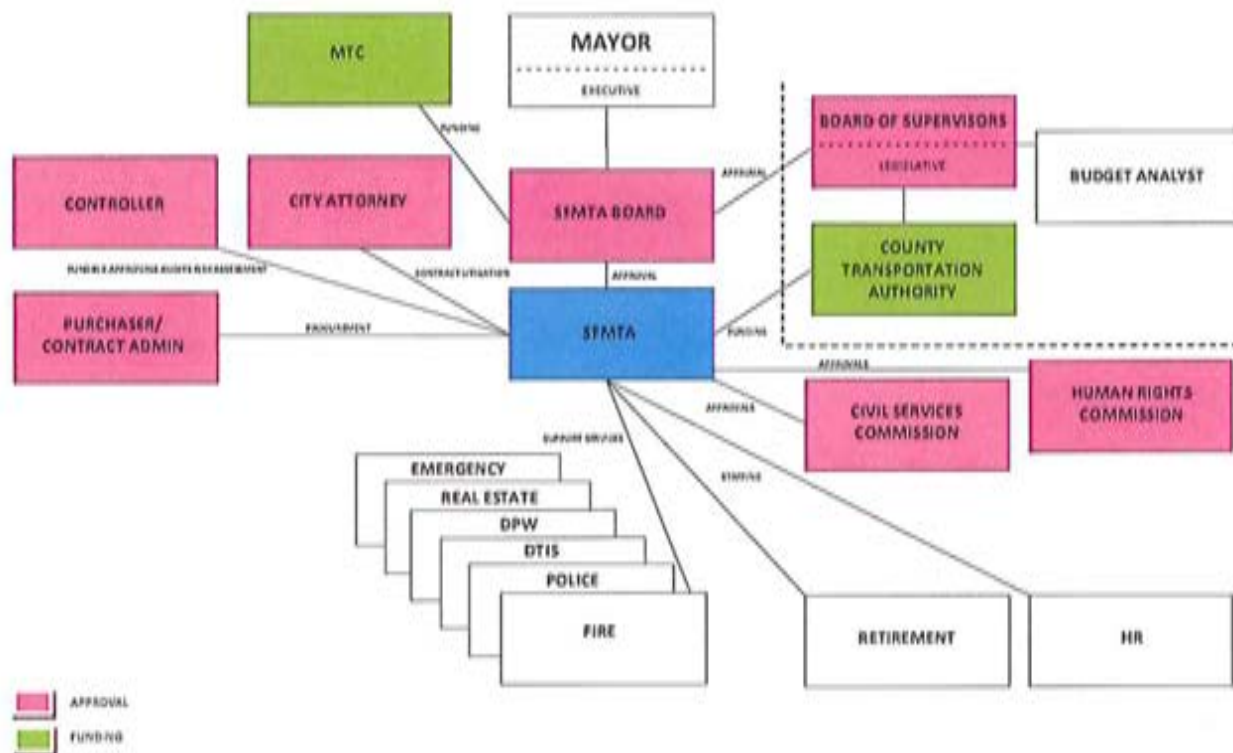 MTC
MAYOR
EXECUTIVE
FUNDING
BOARD OF SUPERVISORS
LEGISLATIVE
BUDGET ANALYST
CONTROLLER
CITY ATTORNEY
SFMTA BOARD
APPROVAL
COUNTY
TRANSPORTATION
AUTHORITY
CONTRACT LITIGATION
APPROVAL
PURCHASER/
CONTRACT ADMIN
SFMTA
FUNDING
APPROVALS
HUMAN RIGHTS
COMMISSION
APPROVALS
CIVIL SERVICES
COMMISSION
SUPPORT SERVICES
STAFFING
EMERGENCY
REAL ESTATE
DPW
DTIS
POLICE
FIRE
RETIREMENT
HR
APPROVAL
FUNDING